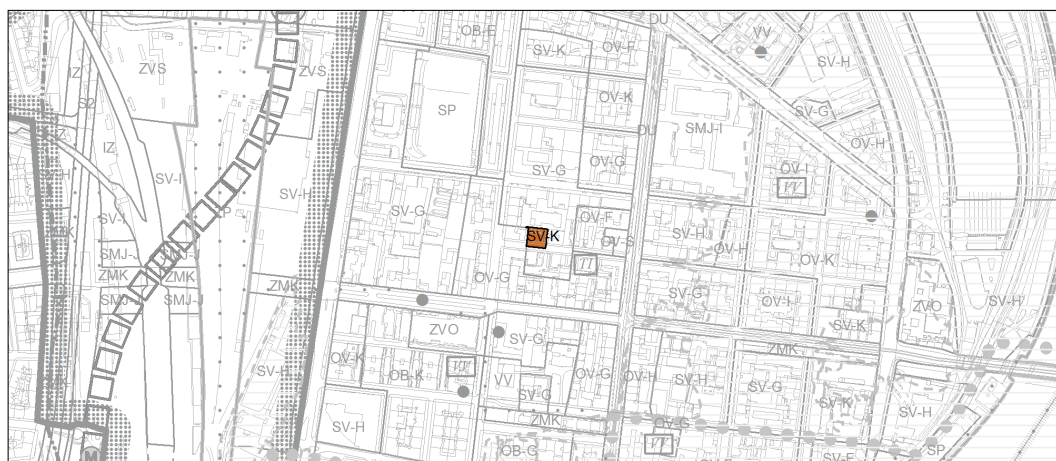 OB-E
DU
VV
ZVS
ZVS
SV-K
OV-F
SV-H
IZ
S2
SP
OV-K
SV-G
DU
SMJ-I
OV-H
IZ
SV-I
SV-G
OV-G
OV-I
VV
SV-H
SV-I
SV-G
OV-F
SV-K
OV-S
SV-H
OV-H
OV-K
SMJ-J
SMJ-J
ZMK
ZMK
ZMK
OV-G
VV
SV-G
OV-I
ZVO
SV-H
SMJ-J
SMJ-J
ZVO
SV-G
SV-K
ZMK
OV-K
OB-K
VV
VV
SV-G
OV-G
OV-H
SV-H
SV-G
SV-K
SV-H
SV-H
SV-H
ZMK
OV-G
VV
OB-G
OV-F
SV-F
SP
M